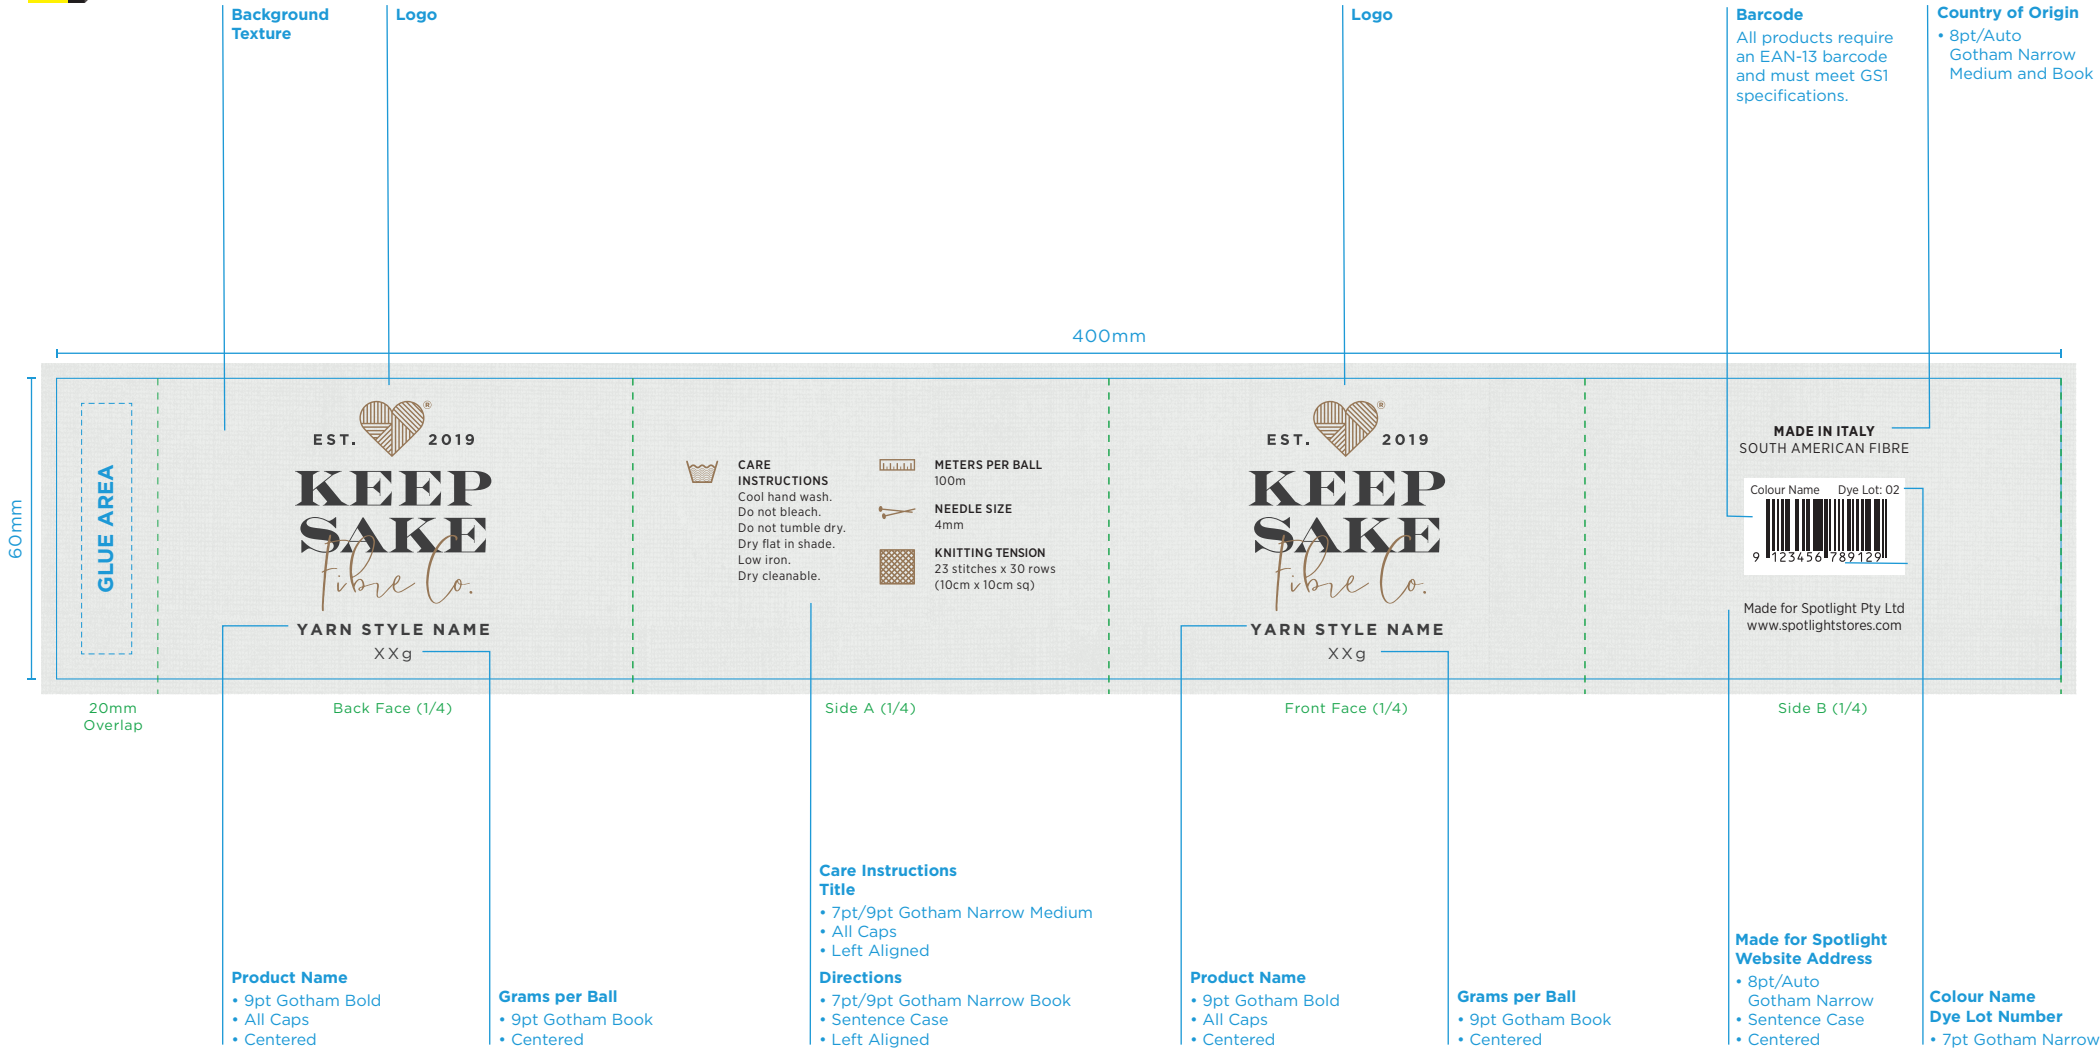 Background
Texture
Logo
Logo
Barcode
All products require
an EAN-13 barcode
and must meet GS1
specifications.
Country of Origin
• 8pt/Auto
Gotham Narrow
Medium and Book
400mm
60mm
GLUE AREA
EST. ® 2019
KEEP
SAKE
Fibre Co.
YARN STYLE NAME
XXg
CARE
INSTRUCTIONS
Cool hand wash.
Do not bleach.
Do not tumble dry.
Dry flat in shade.
Low iron.
Dry cleanable.
METERS PER BALL
100m
NEEDLE SIZE
4mm
KNITTING TENSION
23 stitches x 30 rows
(10cm x 10cm sq)
EST. ® 2019
KEEP
SAKE
Fibre Co.
YARN STYLE NAME
XXg
MADE IN ITALY
SOUTH AMERICAN FIBRE
Colour Name Dye Lot: 02
9 123456 789129
Made for Spotlight Pty Ltd
www.spotlightstores.com
20mm
Overlap
Back Face (1/4)
Side A (1/4)
Front Face (1/4)
Side B (1/4)
Product Name
• 9pt Gotham Bold
• All Caps
• Centered
Grams per Ball
• 9pt Gotham Book
• Centered
Care Instructions
Title
• 7pt/9pt Gotham Narrow Medium
• All Caps
• Left Aligned
Directions
• 7pt/9pt Gotham Narrow Book
• Sentence Case
• Left Aligned
Product Name
• 9pt Gotham Bold
• All Caps
• Centered
Grams per Ball
• 9pt Gotham Book
• Centered
Made for Spotlight
Website Address
• 8pt/Auto
Gotham Narrow
• Sentence Case
• Centered
Colour Name
Dye Lot Number
• 7pt Gotham Narrow